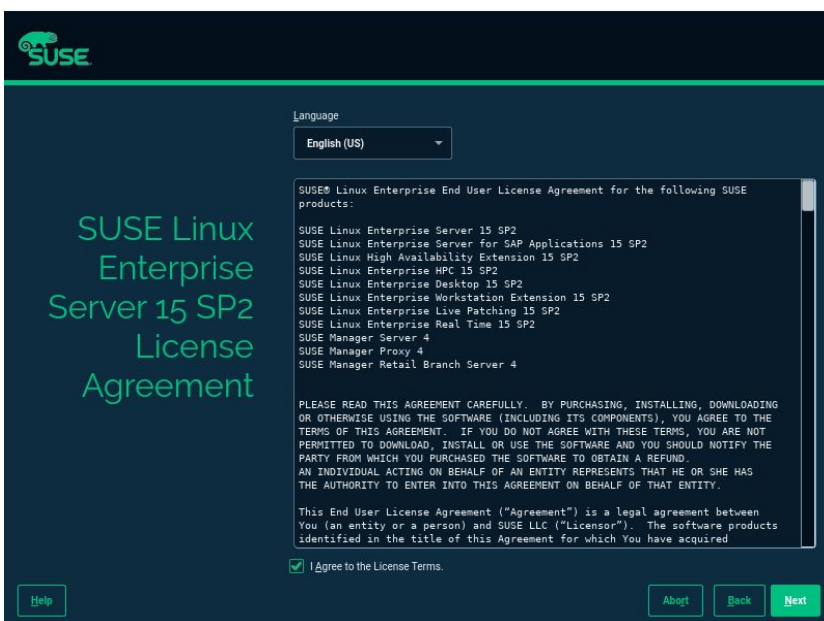 SUSE
Language
English (US)
SUSE Linux
Enterprise
Server 15 SP2
License
Agreement
SUSE® Linux Enterprise End User License Agreement for the following SUSE
products:
SUSE Linux Enterprise Server 15 SP2
SUSE Linux Enterprise Server for SAP Applications 15 SP2
SUSE Linux High Availability Extension 15 SP2
SUSE Linux Enterprise HPC 15 SP2
SUSE Linux Enterprise Desktop 15 SP2
SUSE Linux Enterprise Workstation Extension 15 SP2
SUSE Linux Enterprise Live Patching 15 SP2
SUSE Linux Enterprise Real Time 15 SP2
SUSE Manager Server 4
SUSE Manager Proxy 4
SUSE Manager Retail Branch Server 4
PLEASE READ THIS AGREEMENT CAREFULLY.  BY PURCHASING, INSTALLING, DOWNLOADING
OR OTHERWISE USING THE SOFTWARE (INCLUDING ITS COMPONENTS), YOU AGREE TO THE
TERMS OF THIS AGREEMENT.  IF YOU DO NOT AGREE WITH THESE TERMS, YOU ARE NOT
PERMITTED TO DOWNLOAD, INSTALL OR USE THE SOFTWARE AND YOU SHOULD NOTIFY THE
PARTY FROM WHICH YOU PURCHASED THE SOFTWARE TO OBTAIN A REFUND.
AN INDIVIDUAL ACTING ON BEHALF OF AN ENTITY REPRESENTS THAT HE OR SHE HAS
THE AUTHORITY TO ENTER INTO THIS AGREEMENT ON BEHALF OF THAT ENTITY.
This End User License Agreement (“Agreement”) is a legal agreement between
You (an entity or a person) and SUSE LLC (“Licensor”).  The software products
identified in the title of this Agreement for which You have acquired
I Agree to the License Terms.
Help
Abort
Back
Next